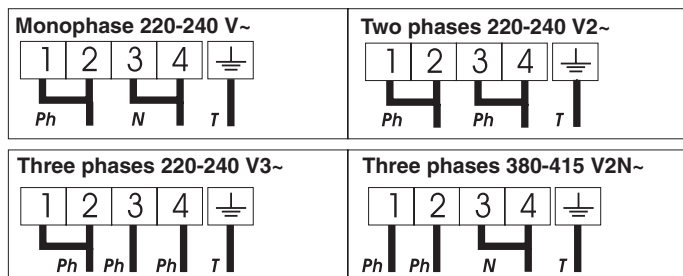 Monophase 220-240 V~
1 2 3 4
Ph N T
Two phases 220-240 V2~
1 2 3 4
Ph Ph T
Three phases 220-240 V3~
1 2 3 4
Ph Ph Ph T
Three phases 380-415 V2N~
1 2 3 4
Ph Ph N T